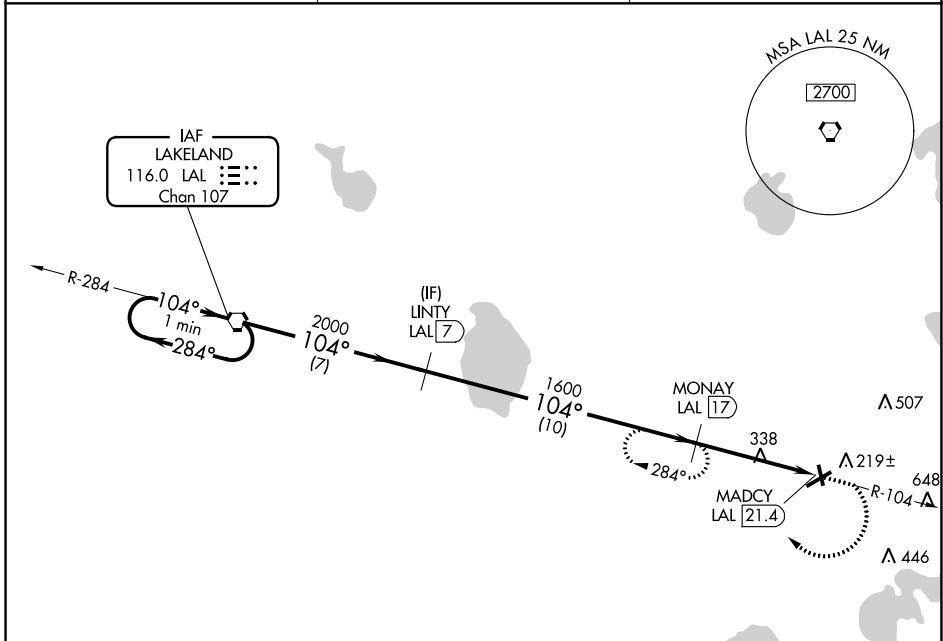 MSA LAL 25 NM
2700
IAF
LAKELAND
116.0 LAL
Chan 107
R-284
104°
1 min
284°
2000
104°
(7)
(IF)
LINTY
LAL 7
1600
104°
(10)
MONAY
LAL 17
284°
338
507
219±
648
R-104
MADCY
LAL 21.4
446